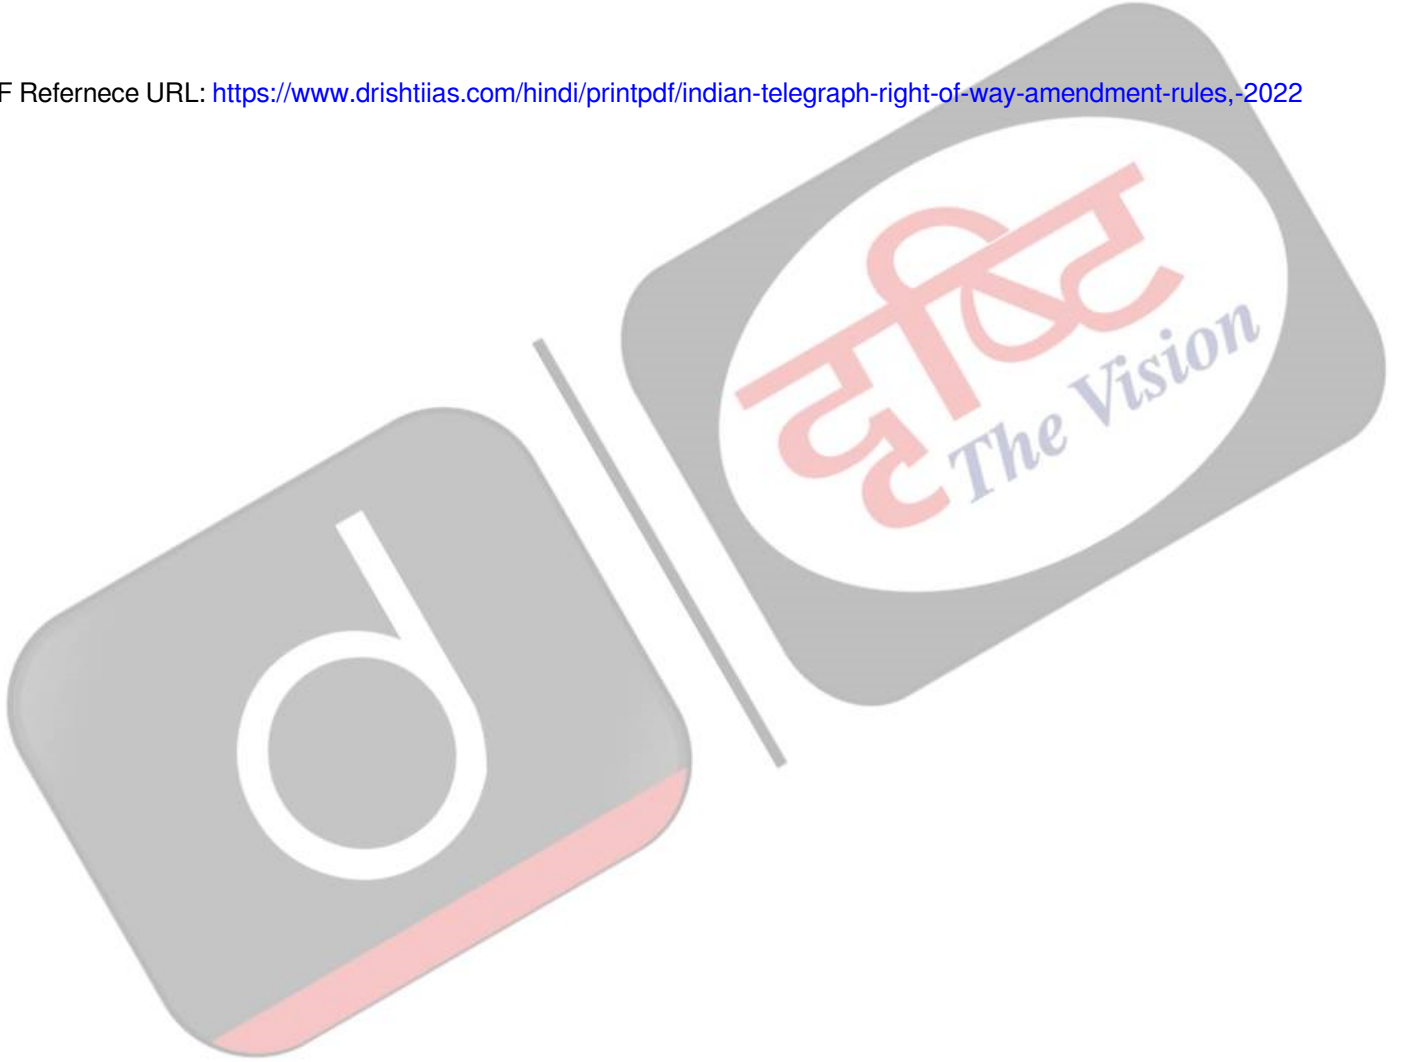 F Refernece URL: https://www.drishtiias.com/hindi/printpdf/indian-telegraph-right-of-way-amendment-rules,-2022
दृष्टि
The Vision
d